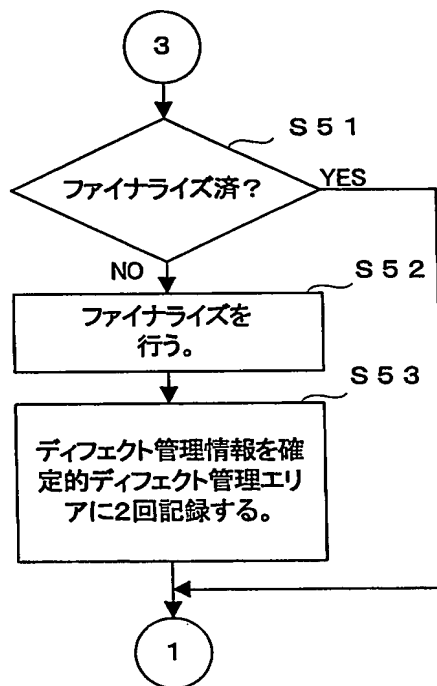 3
S51
ファイナライズ済？
YES
NO
S52
ファイナライズを
行う。
S53
ディフェクト管理情報を確
定的ディフェクト管理エリ
アに2回記録する。
1